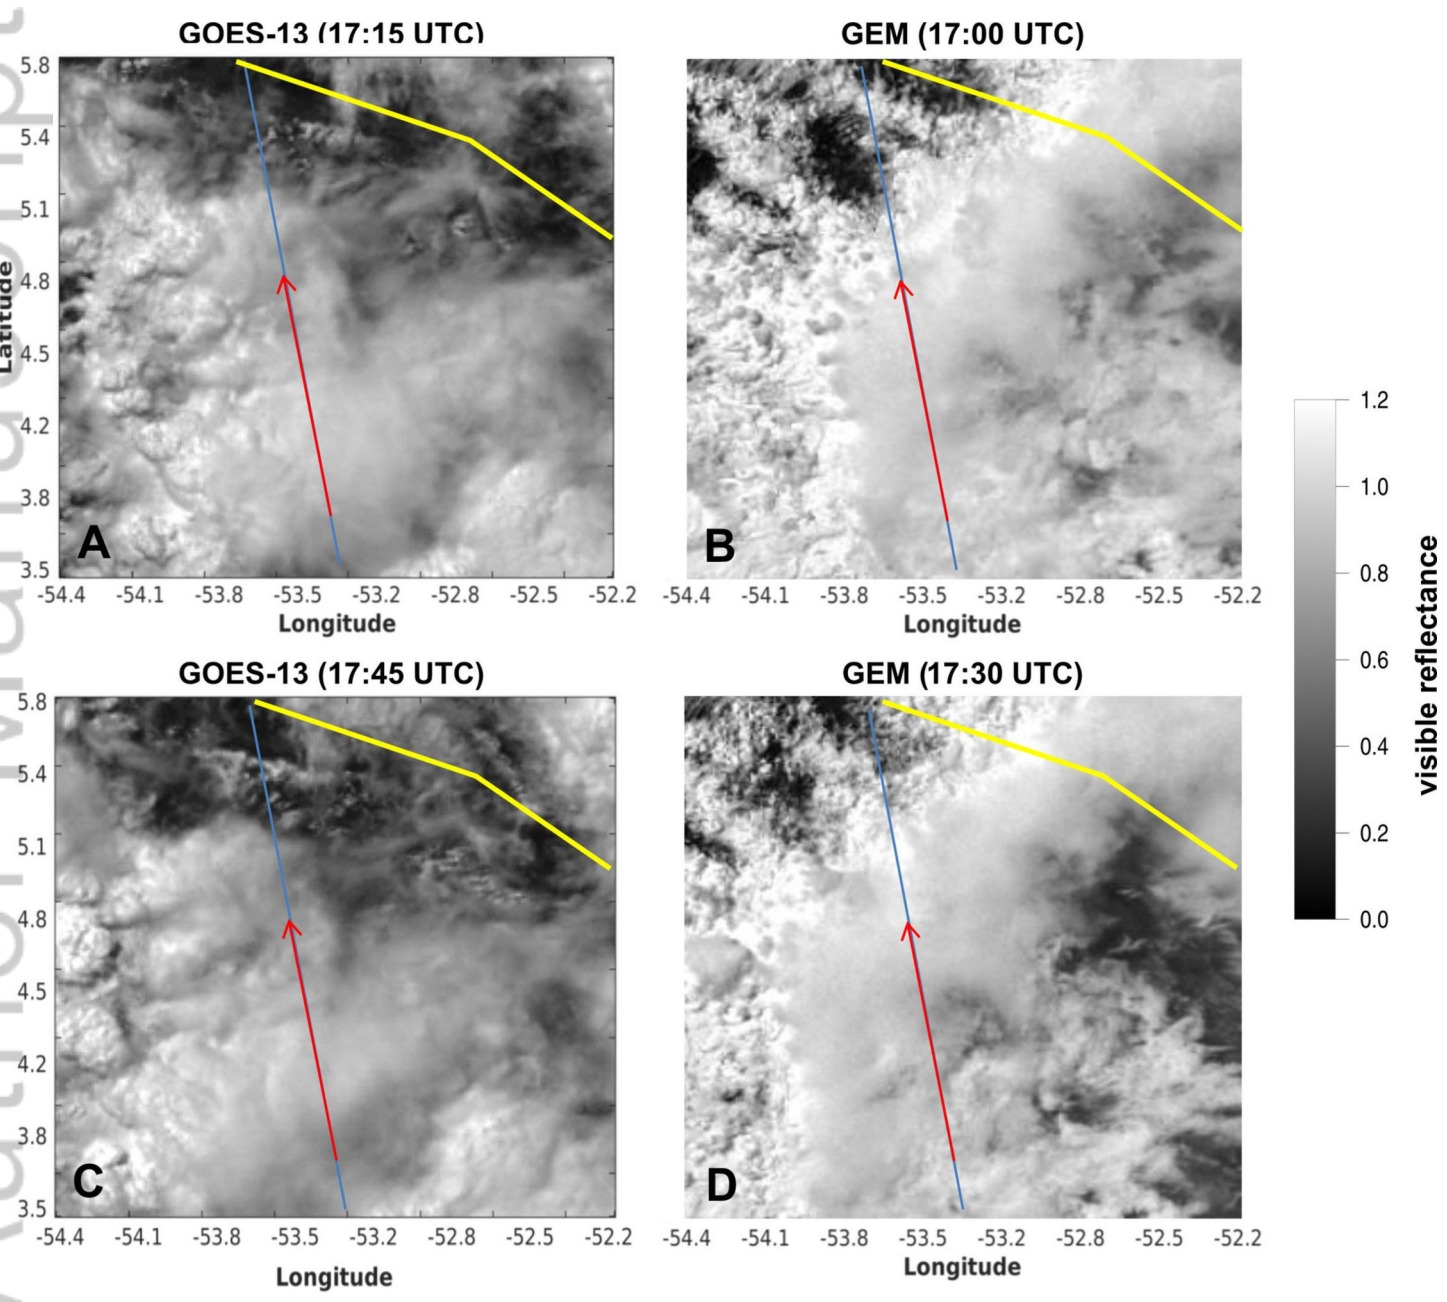 GOES-13 (17:15 UTC)
GEM (17:00 UTC)
5.8
5.4
5.1
4.8
4.5
4.2
3.8
3.5
Latitude
A
B
-54.4 -54.1 -53.8 -53.5 -53.2 -52.8 -52.5 -52.2
Longitude
-54.4 -54.1 -53.8 -53.5 -53.2 -52.8 -52.5 -52.2
Longitude
GOES-13 (17:45 UTC)
GEM (17:30 UTC)
5.8
5.4
5.1
4.8
4.5
4.2
3.8
3.5
C
D
-54.4 -54.1 -53.8 -53.5 -53.2 -52.8 -52.5 -52.2
Longitude
-54.4 -54.1 -53.8 -53.5 -53.2 -52.8 -52.5 -52.2
Longitude
1.2
1.0
0.8
0.6
0.4
0.2
0.0
visible reflectance